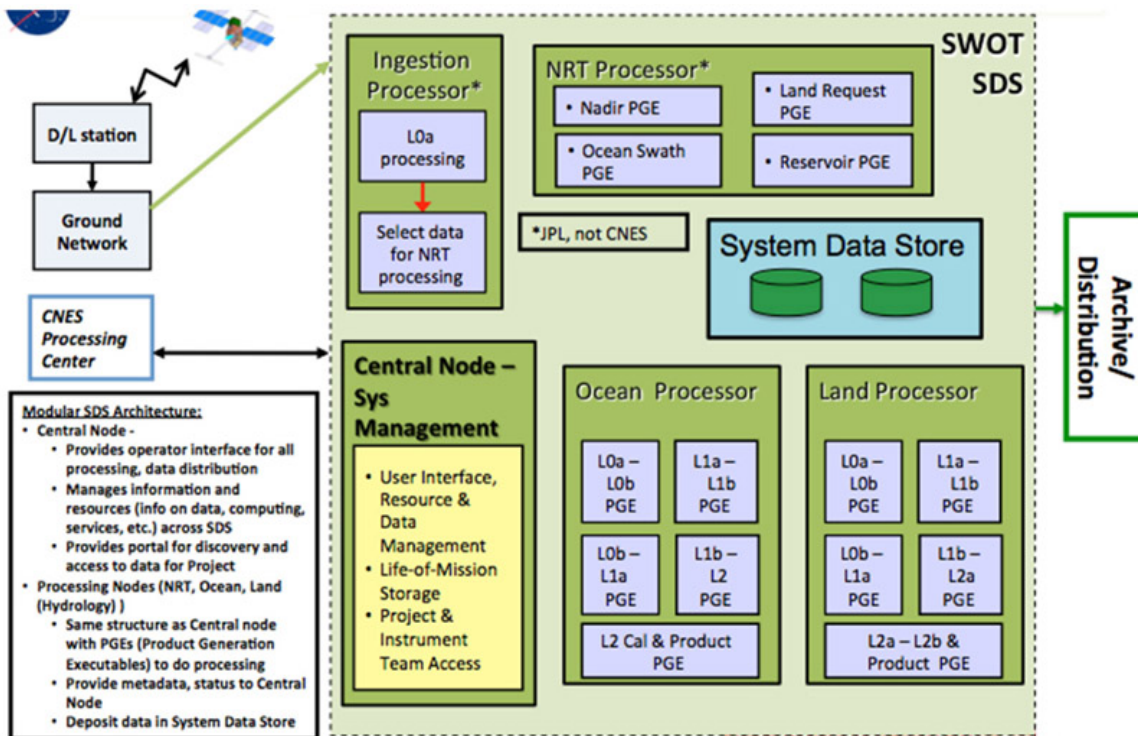 SWOT
SDS
D/L station
Ground
Network
CNES
Processing
Center
Ingestion
Processor*
L0a
processing
Select data
for NRT
processing
NRT Processor*
• Nadir PGE
• Land Request
PGE
• Ocean Swath
PGE
• Reservoir PGE
*JPL, not CNES
System Data Store
Archive/
Distribution
Central Node –
Sys
Management
• User Interface,
Resource &
Data
Management
• Life-of-Mission
Storage
• Project &
Instrument
Team Access
Ocean Processor
L0a –
L0b
PGE
L1a –
L1b
PGE
L0b –
L1a
PGE
L1b –
L2
PGE
L2 Cal & Product
PGE
Land Processor
L0a –
L0b
PGE
L1a –
L1b
PGE
L0b –
L1a
PGE
L1b –
L2a
PGE
L2a – L2b &
Product PGE
Modular SDS Architecture:
• Central Node -
• Provides operator interface for all
processing, data distribution
• Manages information and
resources (info on data, computing,
services, etc.) across SDS
• Provides portal for discovery and
access to data for Project
• Processing Nodes (NRT, Ocean, Land
(Hydrology) )
• Same structure as Central node
with PGEs (Product Generation
Executables) to do processing
• Provide metadata, status to Central
Node
• Deposit data in System Data Store